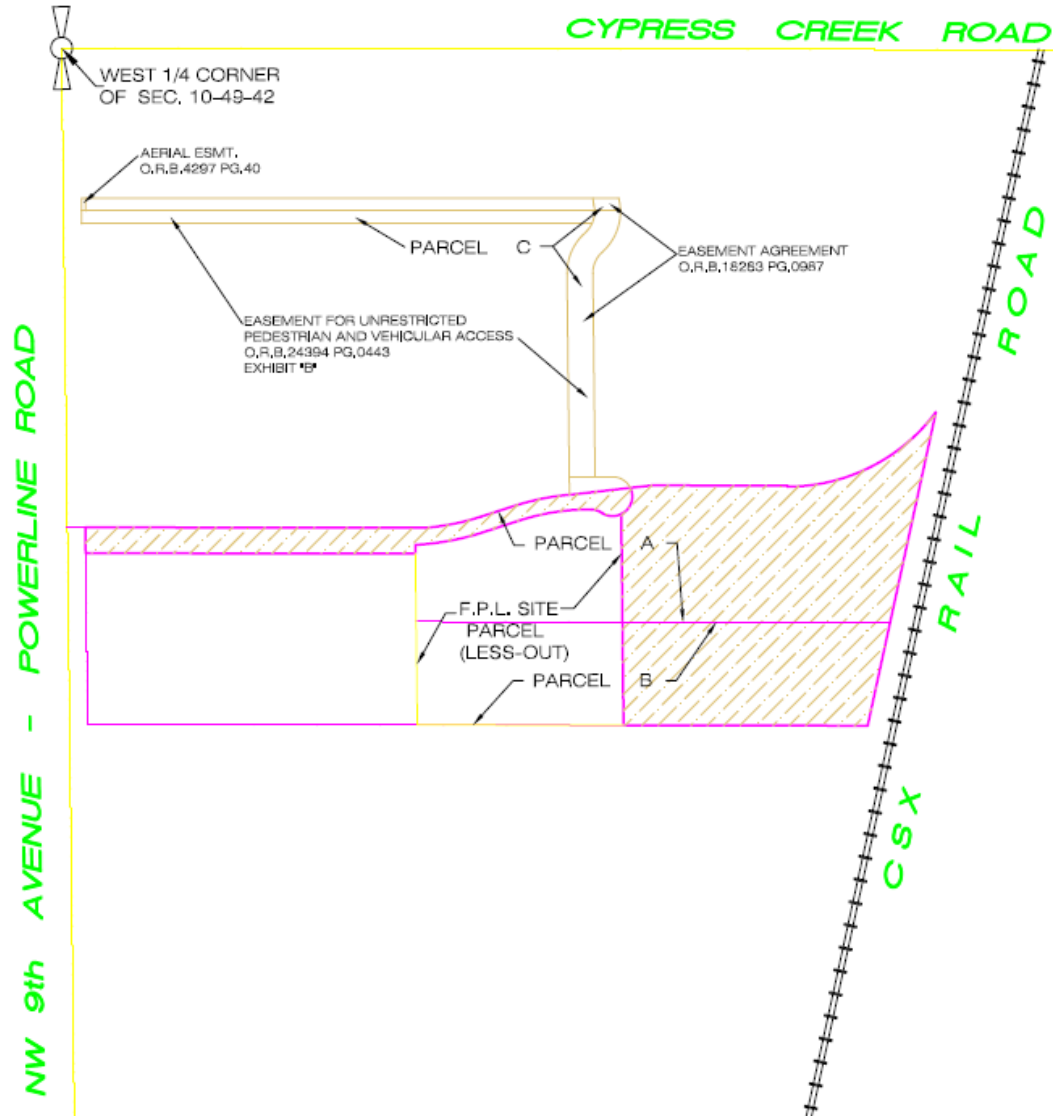 CYPRESS CREEK ROAD
WEST 1/4 CORNER
OF SEC. 10-49-42
AERIAL ESMT.
O.R.B.4297 PG.40
PARCEL C
EASEMENT AGREEMENT
O.R.B.18263 PG.0987
EASEMENT FOR UNRESTRICTED
PEDESTRIAN AND VEHICULAR ACCESS
O.R.B.24394 PG.0443
EXHIBIT "B"
PARCEL A
F.P.L. SITE
PARCEL
(LESS-OUT)
PARCEL B
NW 9th AVENUE - POWERLINE ROAD
CSX RAIL ROAD